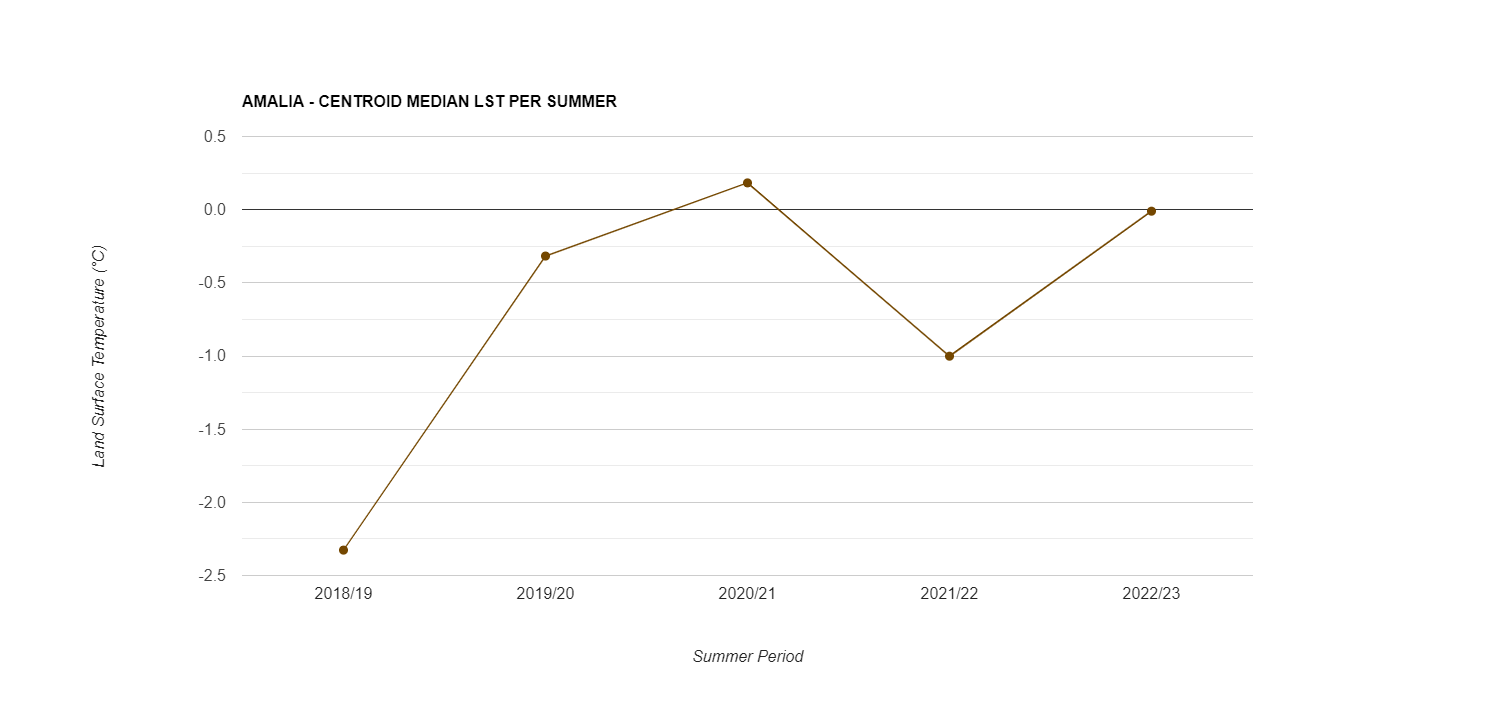 AMALIA - CENTROID MEDIAN LST PER SUMMER
0.5
0.0
-0.5
-1.0
-1.5
-2.0
-2.5
Land Surface Temperature (°C)
2018/19 2019/20 2020/21 2021/22 2022/23
Summer Period